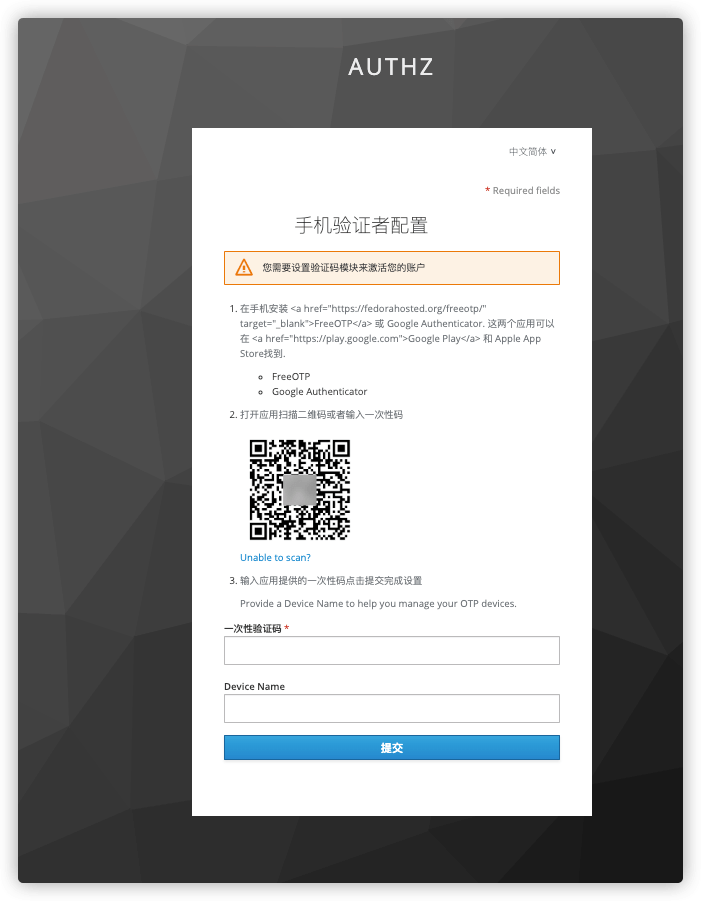 AUTHZ
中文简体 ∨
* Required fields
手机验证者配置
您需要设置验证码模块来激活您的账户
1. 在手机安装 <a href="https://fedorahosted.org/freeotp/"
target="_blank">FreeOTP</a> 或 Google Authenticator. 这两个应用可以
在 <a href="https://play.google.com">Google Play</a> 和 Apple App
Store找到.
FreeOTP
Google Authenticator
2. 打开应用扫描二维码或者输入一次性码
Unable to scan?
3. 输入应用提供的一次性码点击提交完成设置
Provide a Device Name to help you manage your OTP devices.
一次性验证码 *
Device Name
提交